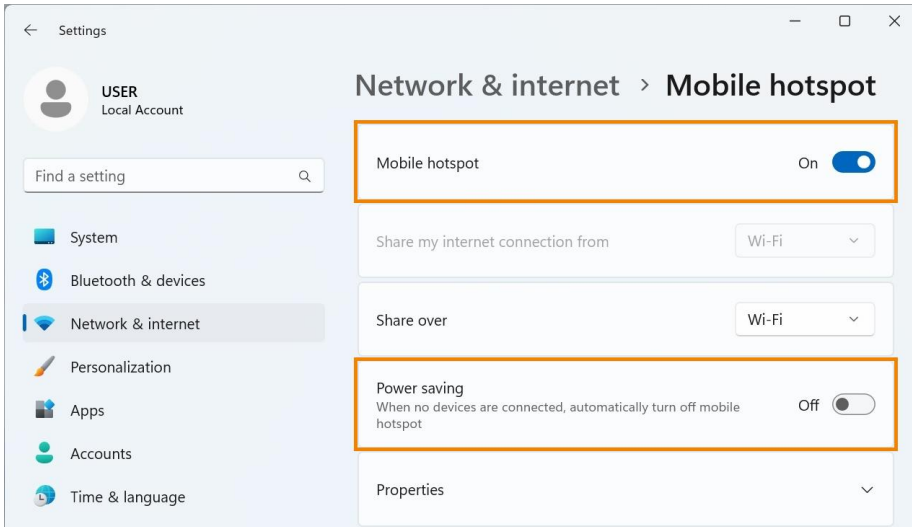 Settings
USER
Local Account
Find a setting
System
Bluetooth & devices
Network & internet
Personalization
Apps
Accounts
Time & language
Network & internet > Mobile hotspot
Mobile hotspot On
Share my internet connection from Wi-Fi
Share over Wi-Fi
Power saving
When no devices are connected, automatically turn off mobile
hotspot
Off
Properties